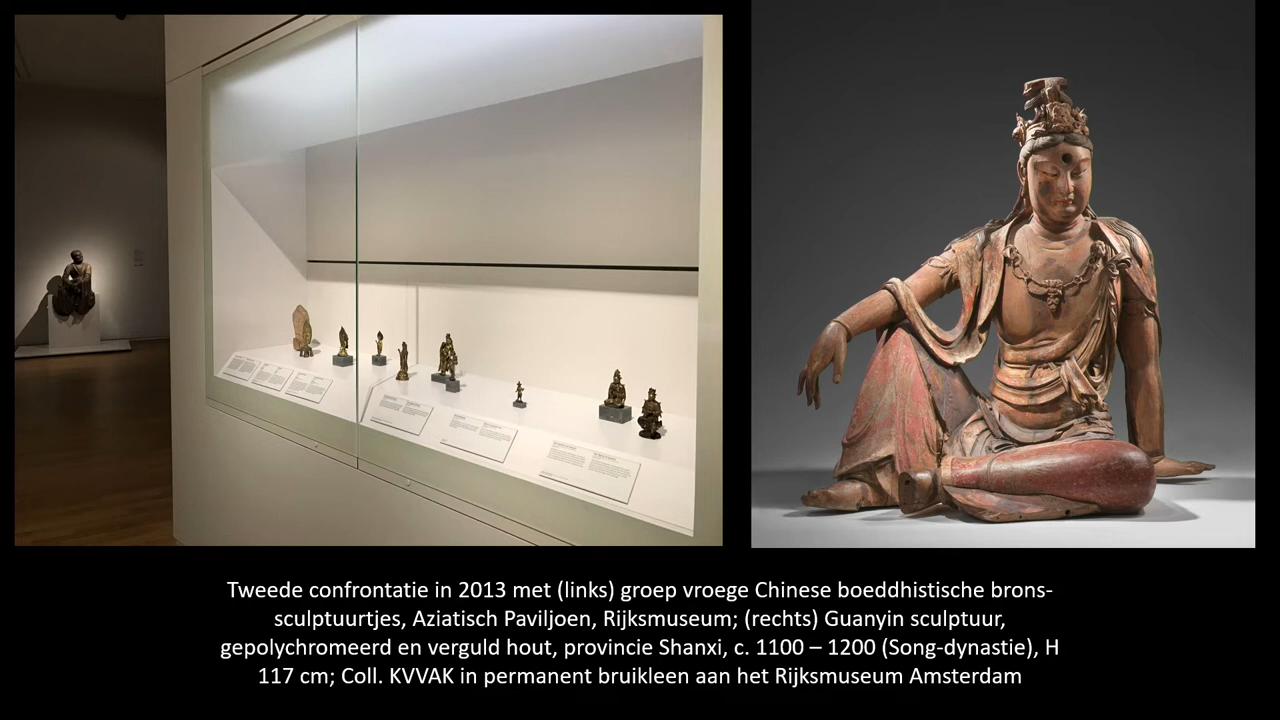 Tweede confrontatie in 2013 met (links) groep vroege Chinese boeddhistische brons-
sculptuurtjes, Aziatisch Paviljoen, Rijksmuseum; (rechts) Guanyin sculptuur,
gepolychromeerd en verguld hout, provincie Shanxi, c. 1100 – 1200 (Song-dynastie), H
117 cm; Coll. KVVAK in permanent bruikleen aan het Rijksmuseum Amsterdam